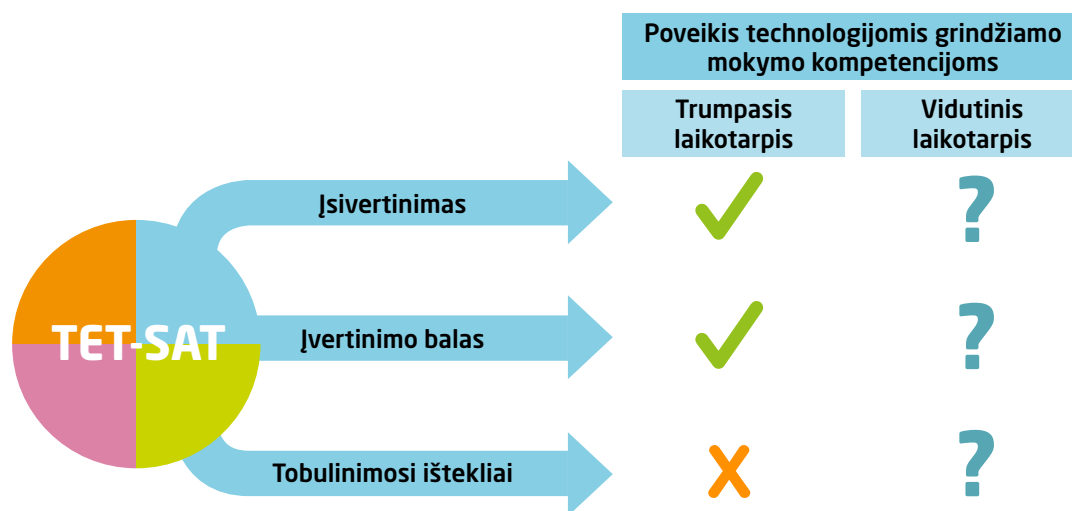 Poveikis technologijomis grindžiamo
mokymo kompetencijoms
Trumpasis
laikotarpis
Vidutinis
laikotarpis
Įsivertinimas
?
TET-SAT
Įvertinimo balas
?
Tobulinimosi ištekliai
X
?